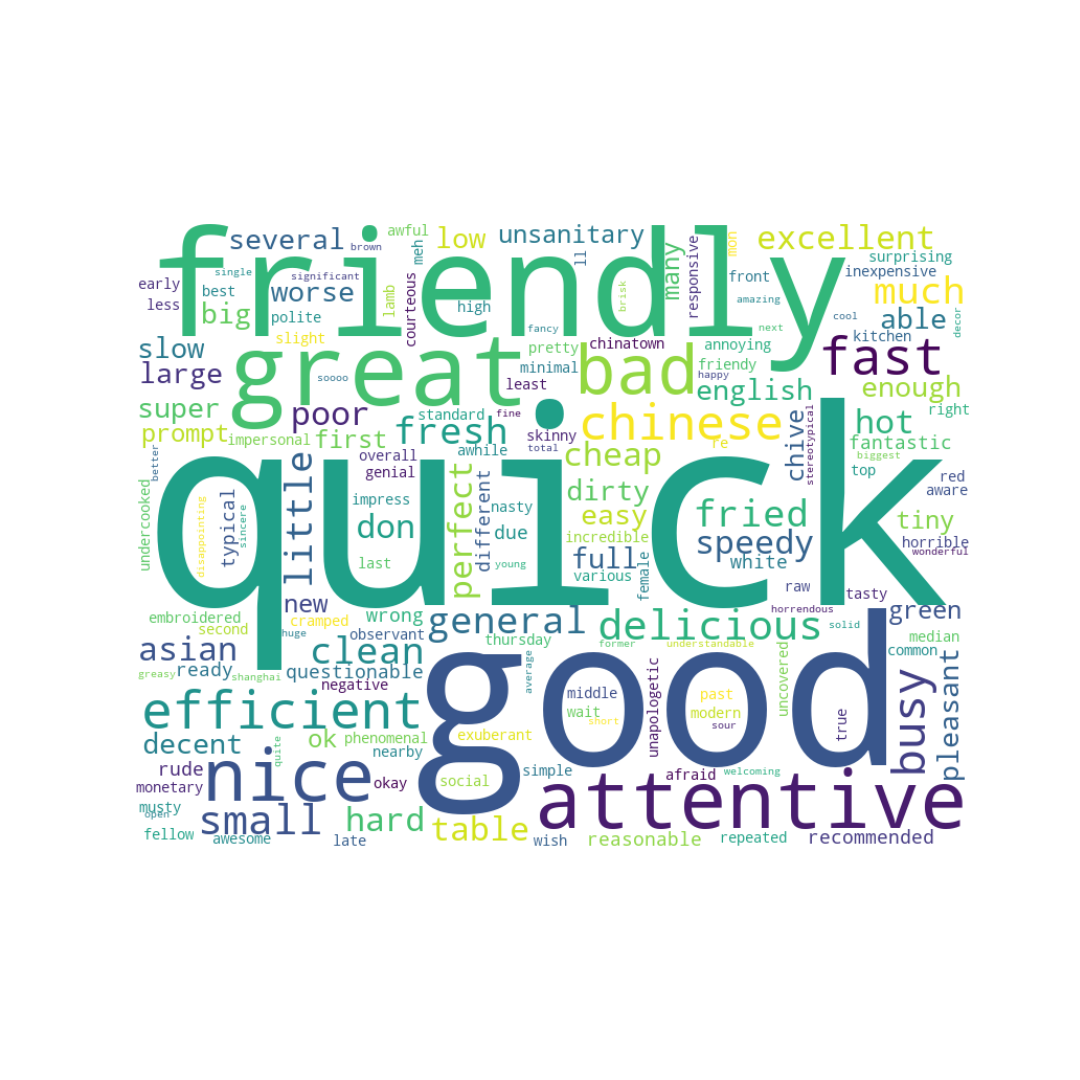 friendly
several
brown
awful
meh
low
unsanitary
ll
many
responsive
mon
excellent
surprising
inexpensive
early
less
single
best
significant
worse
polite
big
slight
lamb
courteous
high
brisk
front
amazing
much
able
cool
decor
kitchen
fancy
next
slow
large
great
soooo
pretty
minimal
least
chinatown
bad
annoying
friendy
happy
fast
super
prompt
impersonal
poor
first
standard
fresh
awhile
fine
skinny
total
chinese
english
re
stereotypical
chive
enough
hot
right
fantastic
biggest
quick
better
undercooked
overall
genial
cheap
top
red
aware
disappointing
typical
sincere
little
impress
don
last
perfect
different
nasty
due
young
dirty
easy
incredible
full
various
female
fried
speedy
white
raw
tasty
tiny
horrible
wonderful
embroidered
second
new
huge
cramped
wrong
observant
general
thursday
delicious
former
understandable
horrendous
solid
green
median
common
asian
greasy
ready
shanghai
clean
questionable
negative
good
average
middle
wait
short
unapologetic
past
modern
sour
uncovered
true
busy
pleasant
efficient
decent
quite
ok
phenomenal
nearby
exuberant
rude
monetary
nice
okay
social
simple
afraid
welcoming
attentive
musty
open
fellow
small
awesome
hard
late
table
wish
reasonable
repeated
recommended